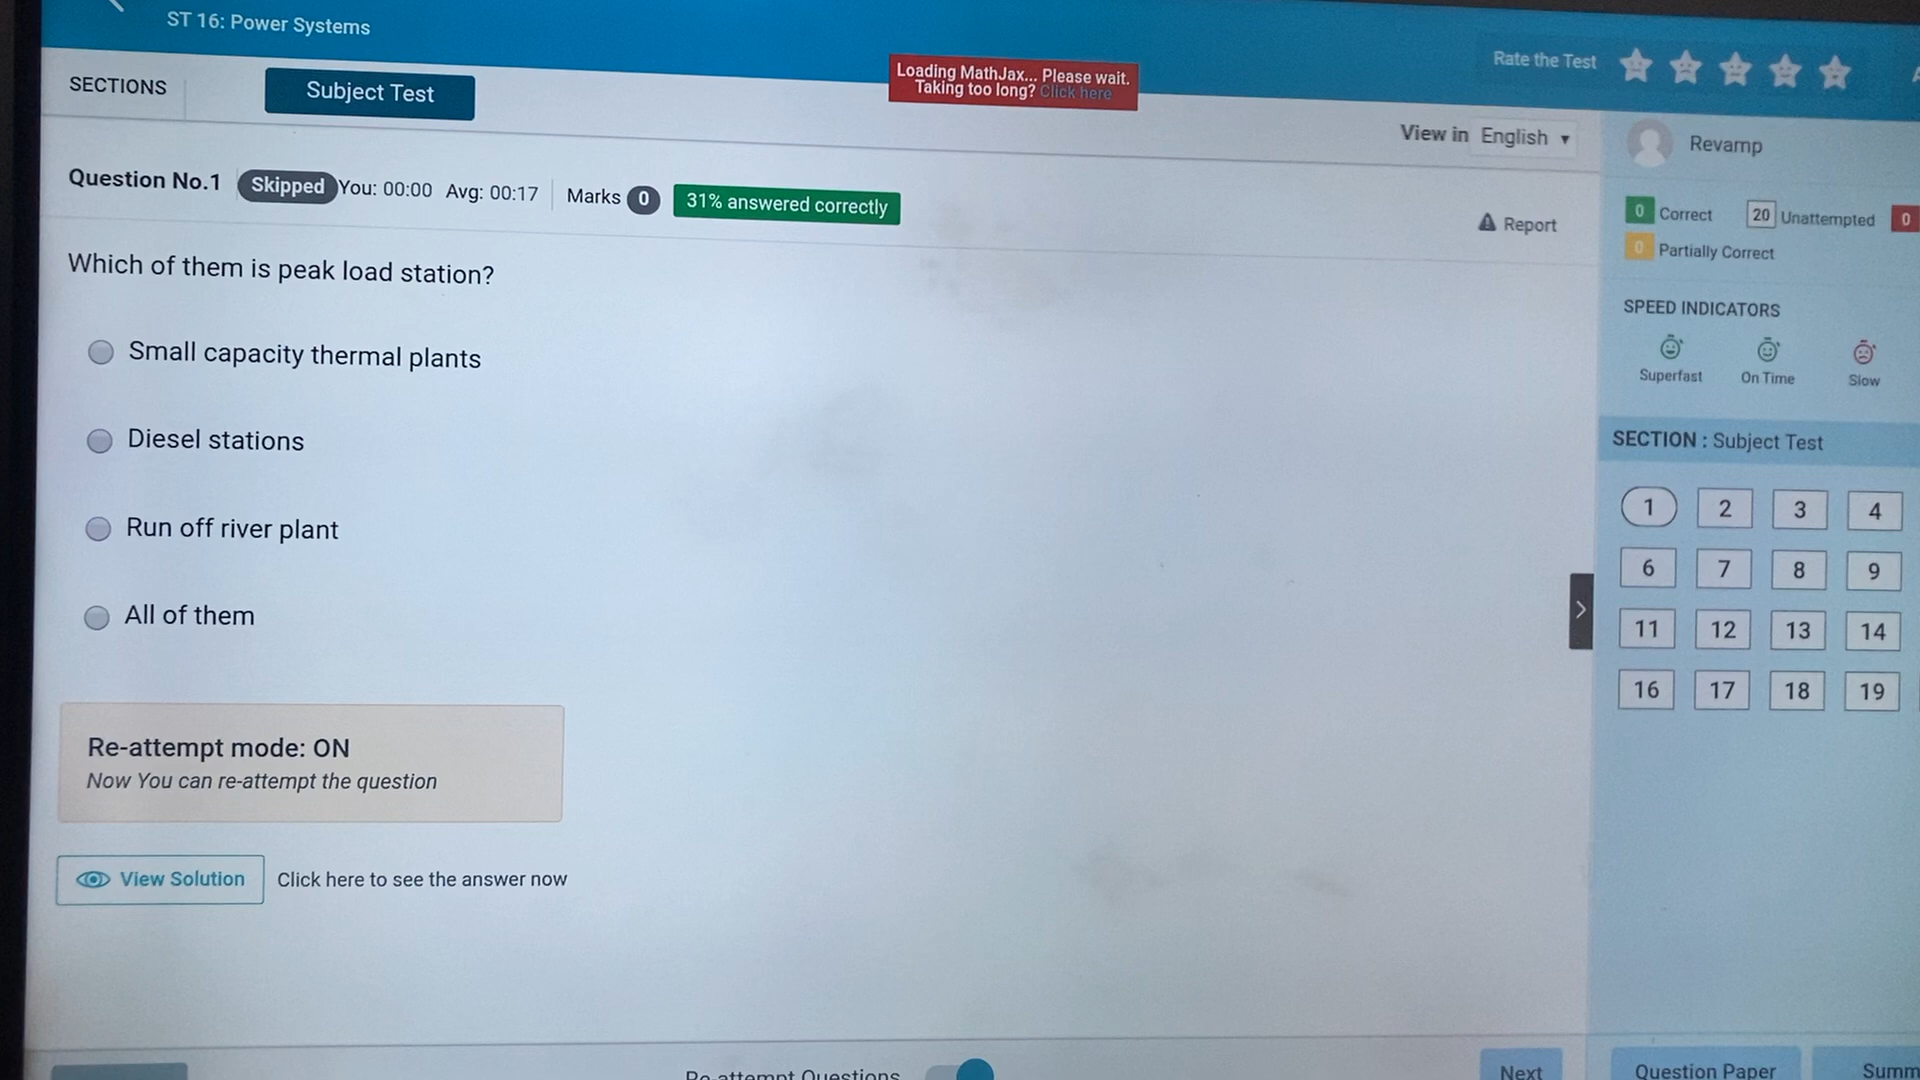 ST 16: Power Systems
Loading MathJax... Please wait.
Taking too long? Click here
Rate the Test
SECTIONS
Subject Test
View in English
Revamp
Question No.1 Skipped You: 00:00 Avg: 00:17 Marks 0 31% answered correctly
Report
0 Correct 20 Unattempted 0
0 Partially Correct
Which of them is peak load station?
SPEED INDICATORS
Superfast On Time Slow
Small capacity thermal plants
Diesel stations
Run off river plant
All of them
SECTION : Subject Test
1 2 3 4
6 7 8 9
11 12 13 14
16 17 18 19
Re-attempt mode: ON
Now You can re-attempt the question
View Solution Click here to see the answer now
Re-attempt Questions
Next
Question Paper